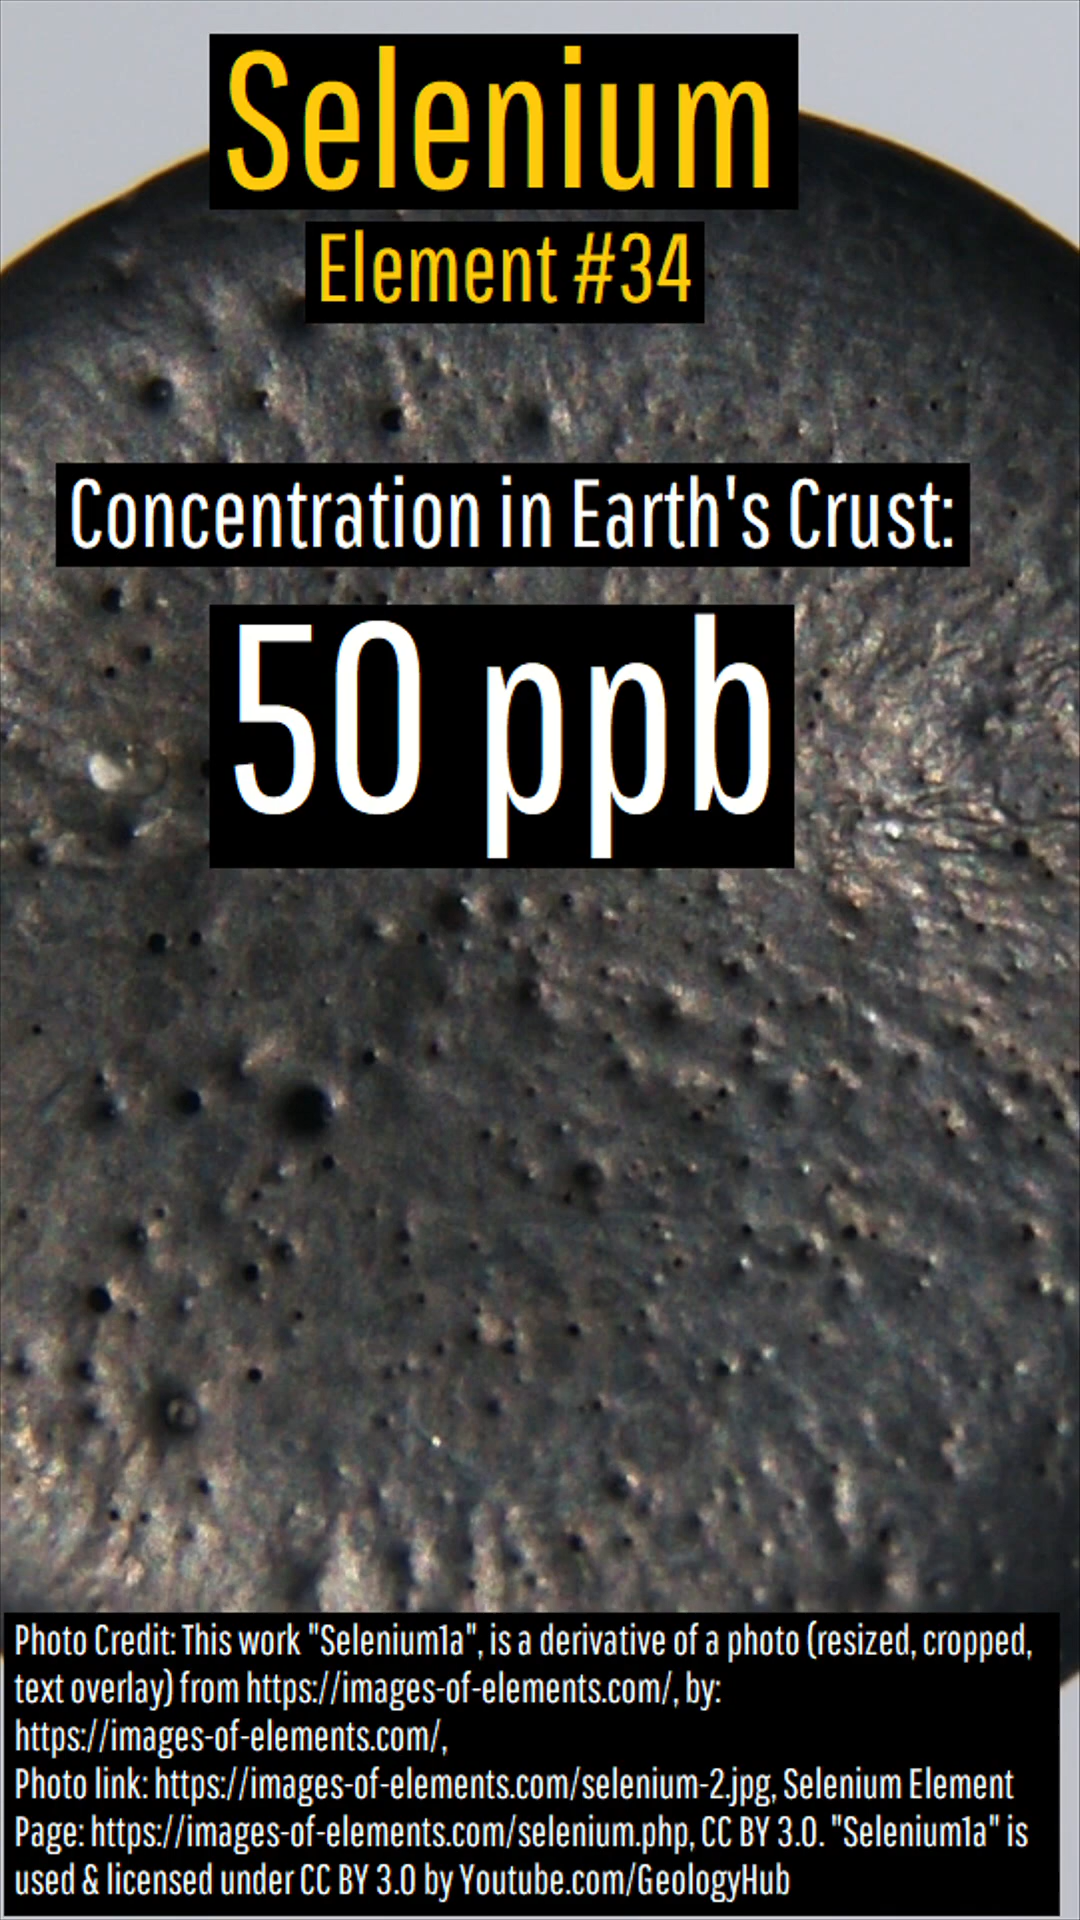 Selenium
Element #34
Concentration in Earth's Crust:
50 ppb
Photo Credit: This work "Selenium1a", is a derivative of a photo (resized, cropped,
text overlay) from https://images-of-elements.com/, by:
https://images-of-elements.com/,
Photo link: https://images-of-elements.com/selenium-2.jpg, Selenium Element
Page: https://images-of-elements.com/selenium.php, CC BY 3.0. "Selenium1a" is
used & licensed under CC BY 3.0 by Youtube.com/GeologyHub